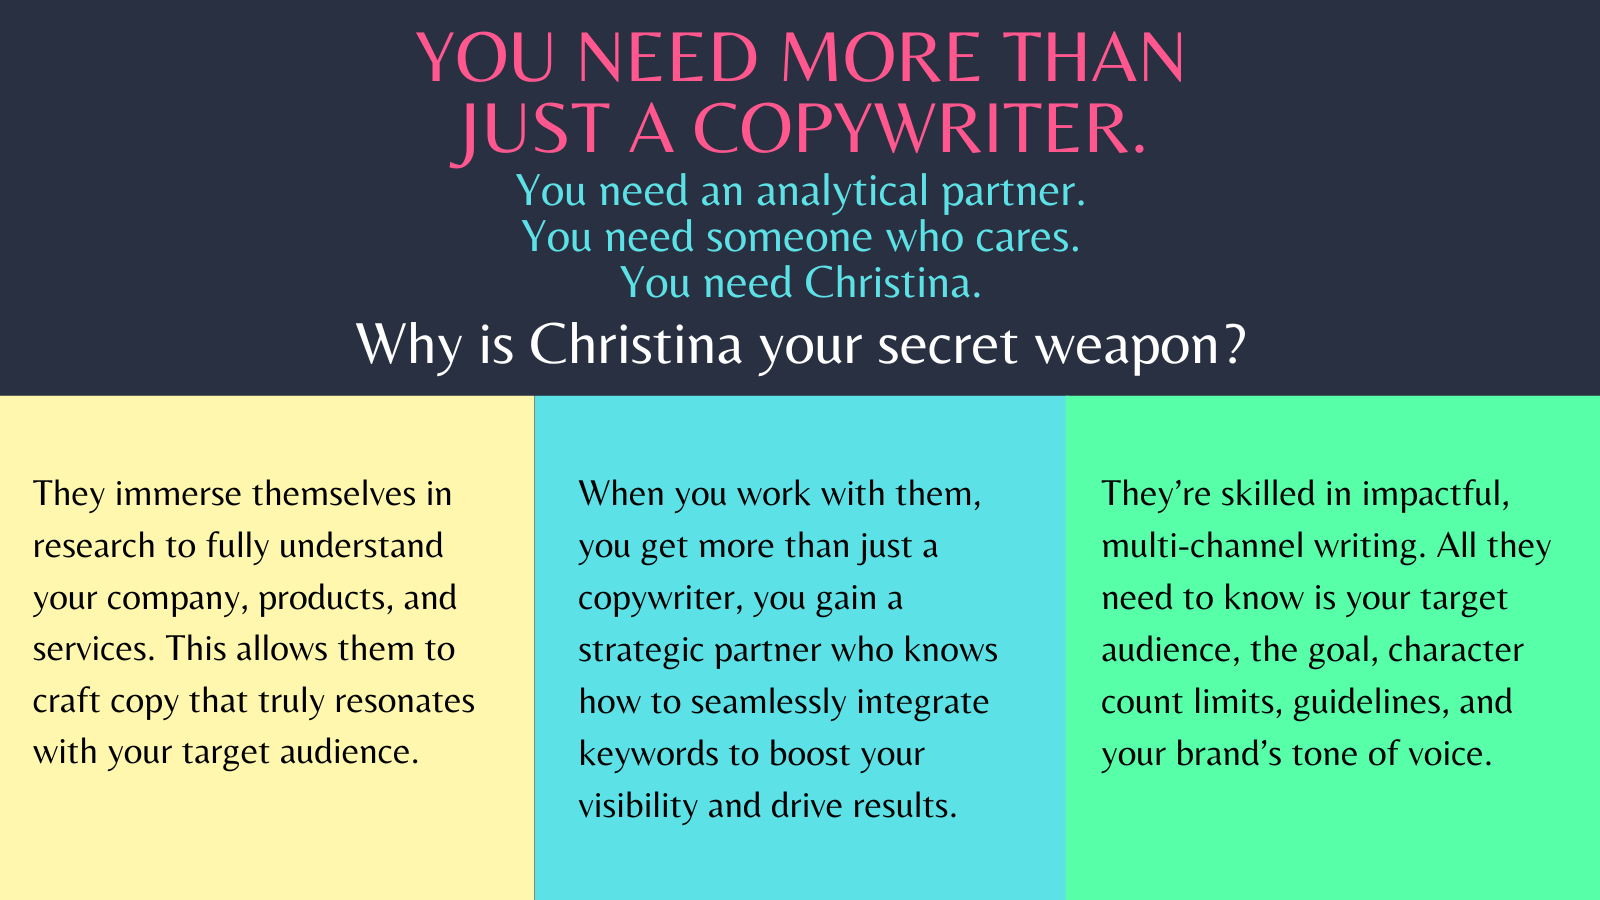 YOU NEED MORE THAN
JUST A COPYWRITER.
You need an analytical partner.
You need someone who cares.
You need Christina.
Why is Christina your secret weapon?
They immerse themselves in
research to fully understand
your company, products, and
services. This allows them to
craft copy that truly resonates
with your target audience.
When you work with them,
you get more than just a
copywriter, you gain a
strategic partner who knows
how to seamlessly integrate
keywords to boost your
visibility and drive results.
They’re skilled in impactful,
multi-channel writing. All they
need to know is your target
audience, the goal, character
count limits, guidelines, and
your brand’s tone of voice.